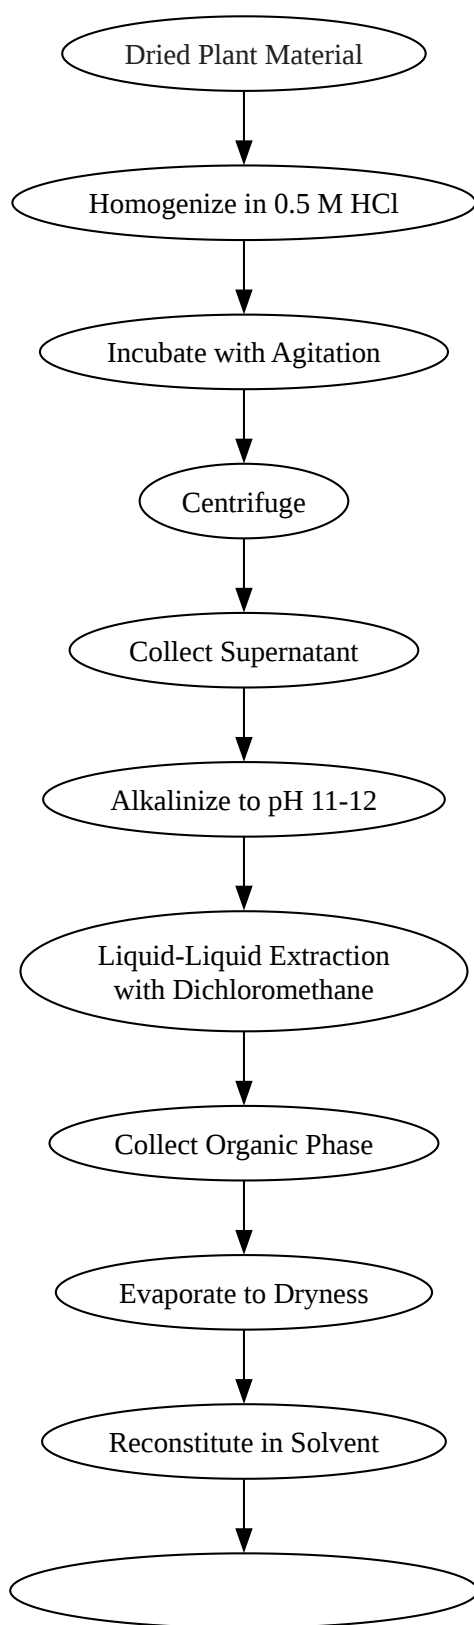 Dried Plant Material
Homogenize in 0.5 M HCl
Incubate with Agitation
Centrifuge
Collect Supernatant
Alkalinize to pH 11-12
Liquid-Liquid Extraction
with Dichloromethane
Collect Organic Phase
Evaporate to Dryness
Reconstitute in Solvent